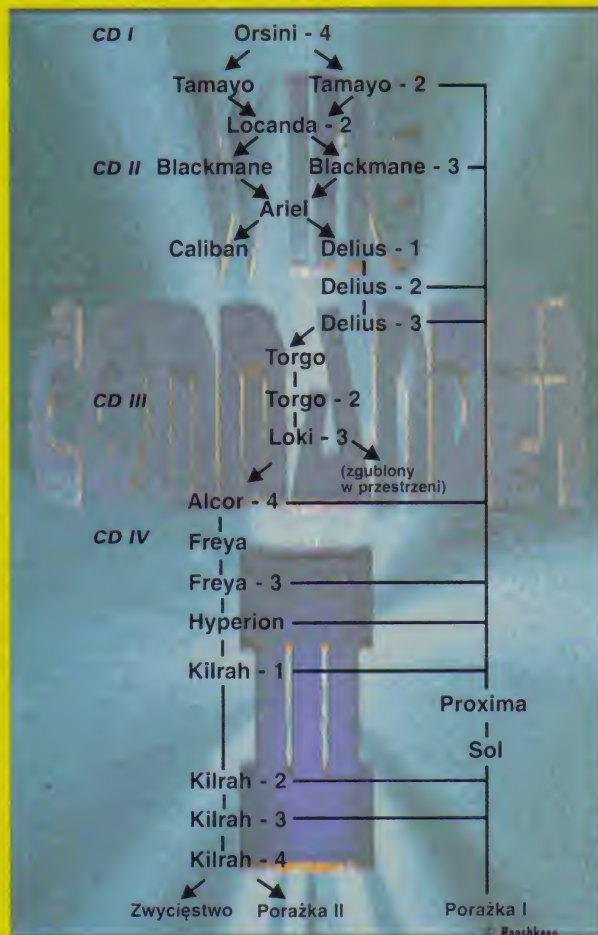 CD I Orsini - 4
Tamayo Tamayo - 2
Locanda - 2
CD II Blackmane Blackmane - 3
Ariel
Caliban Delius - 1
Delius - 2
Delius - 3
Torgo
CD III Torgo - 2
Loki - 3
(zgublony
w przestrzeni)
Alcor - 4
CD IV Freya
Freya - 3
Hyperion
Kilrah - 1
Proxima
Sol
Kilrah - 2
Kilrah - 3
Kilrah - 4
Zwycięstwo Porażka II Porażka I